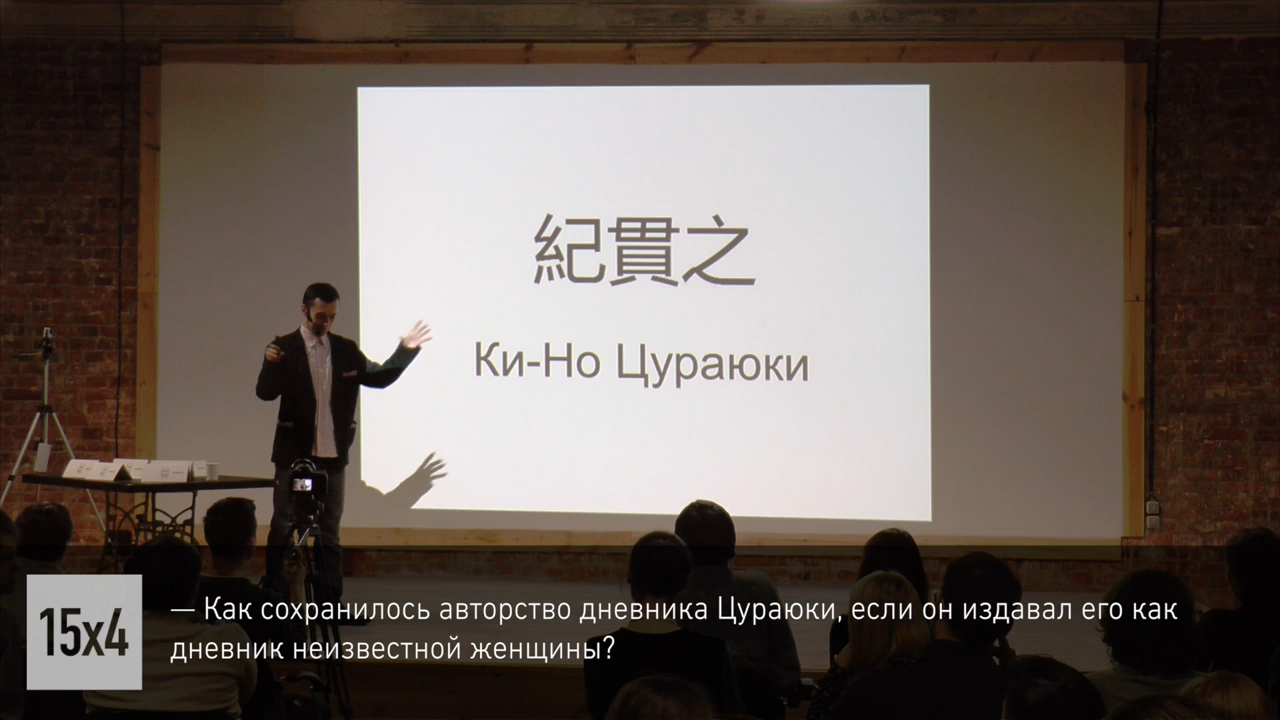 紀貫之
Ки-Но Цураюки
15x4
— Как сохранилось авторство дневника Цураюки, если он издавал его как
дневник неизвестной женщины?